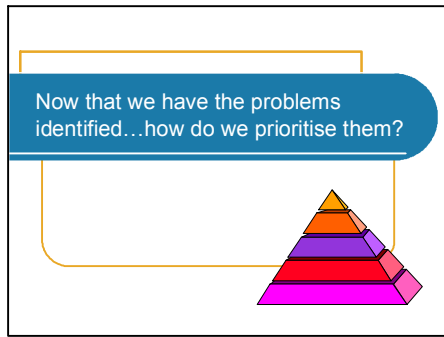 Now that we have the problems
identified…how do we prioritise them?